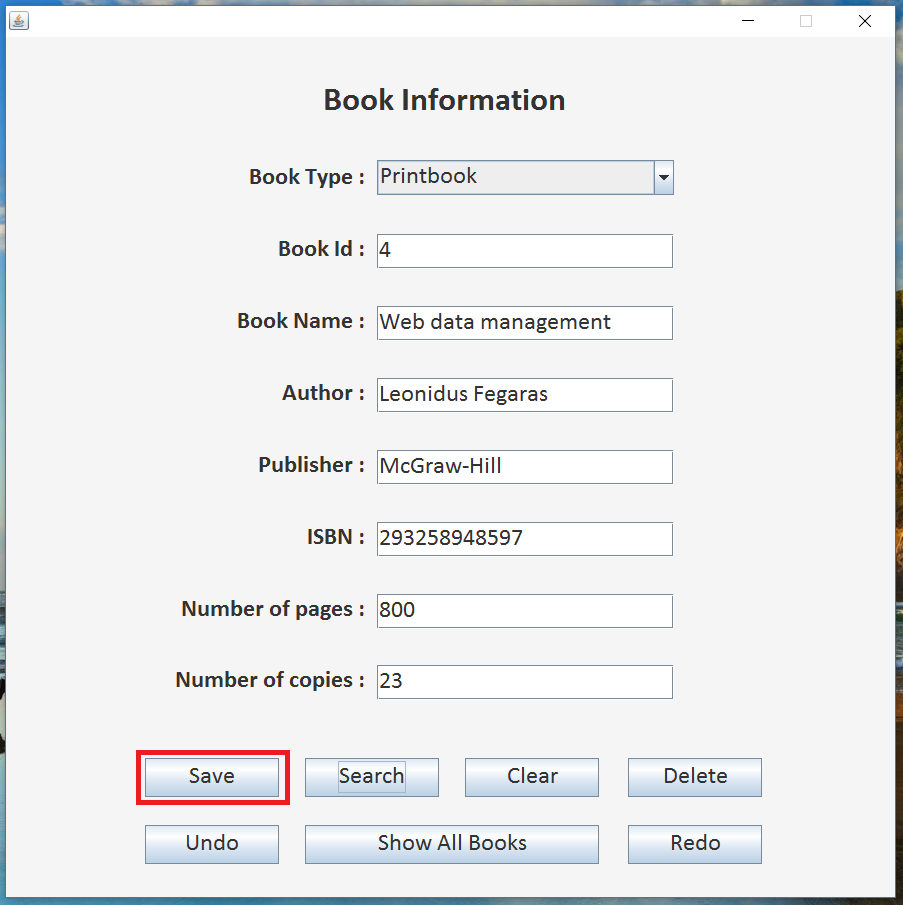 Book Information
Book Type : Printbook
Book Id : 4
Book Name : Web data management
Author : Leonidus Fegaras
Publisher : McGraw-Hill
ISBN : 293258948597
Number of pages : 800
Number of copies : 23
Save Search Clear Delete
Undo Show All Books Redo